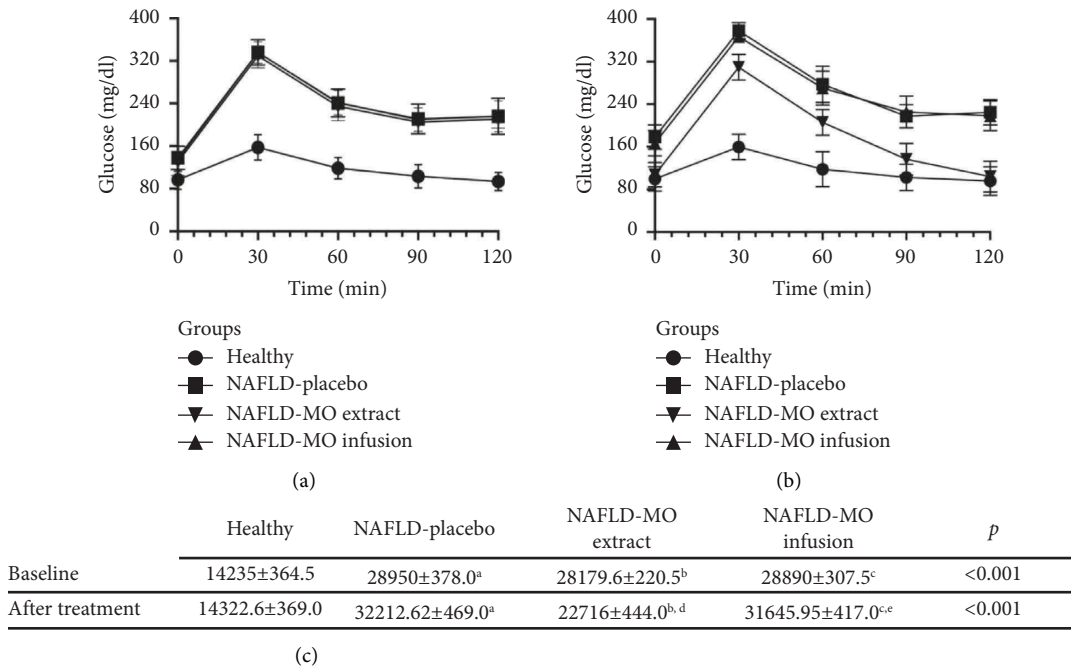 400
320
240
160
80
0
Glucose (mg/dl)
0 30 60 90 120
Time (min)
Groups
Healthy
NAFLD-placebo
NAFLD-MO extract
NAFLD-MO infusion
(a)
400
320
240
160
80
0
Glucose (mg/dl)
0 30 60 90 120
Time (min)
Groups
Healthy
NAFLD-placebo
NAFLD-MO extract
NAFLD-MO infusion
(b)
Healthy NAFLD-placebo NAFLD-MO extract NAFLD-MO infusion p
Baseline 14235±364.5 28950±378.0a 28179.6±220.5b 28890±307.5c <0.001
After treatment 14322.6±369.0 32212.62±469.0a 22716±444.0b, d 31645.95±417.0c,e <0.001
(c)